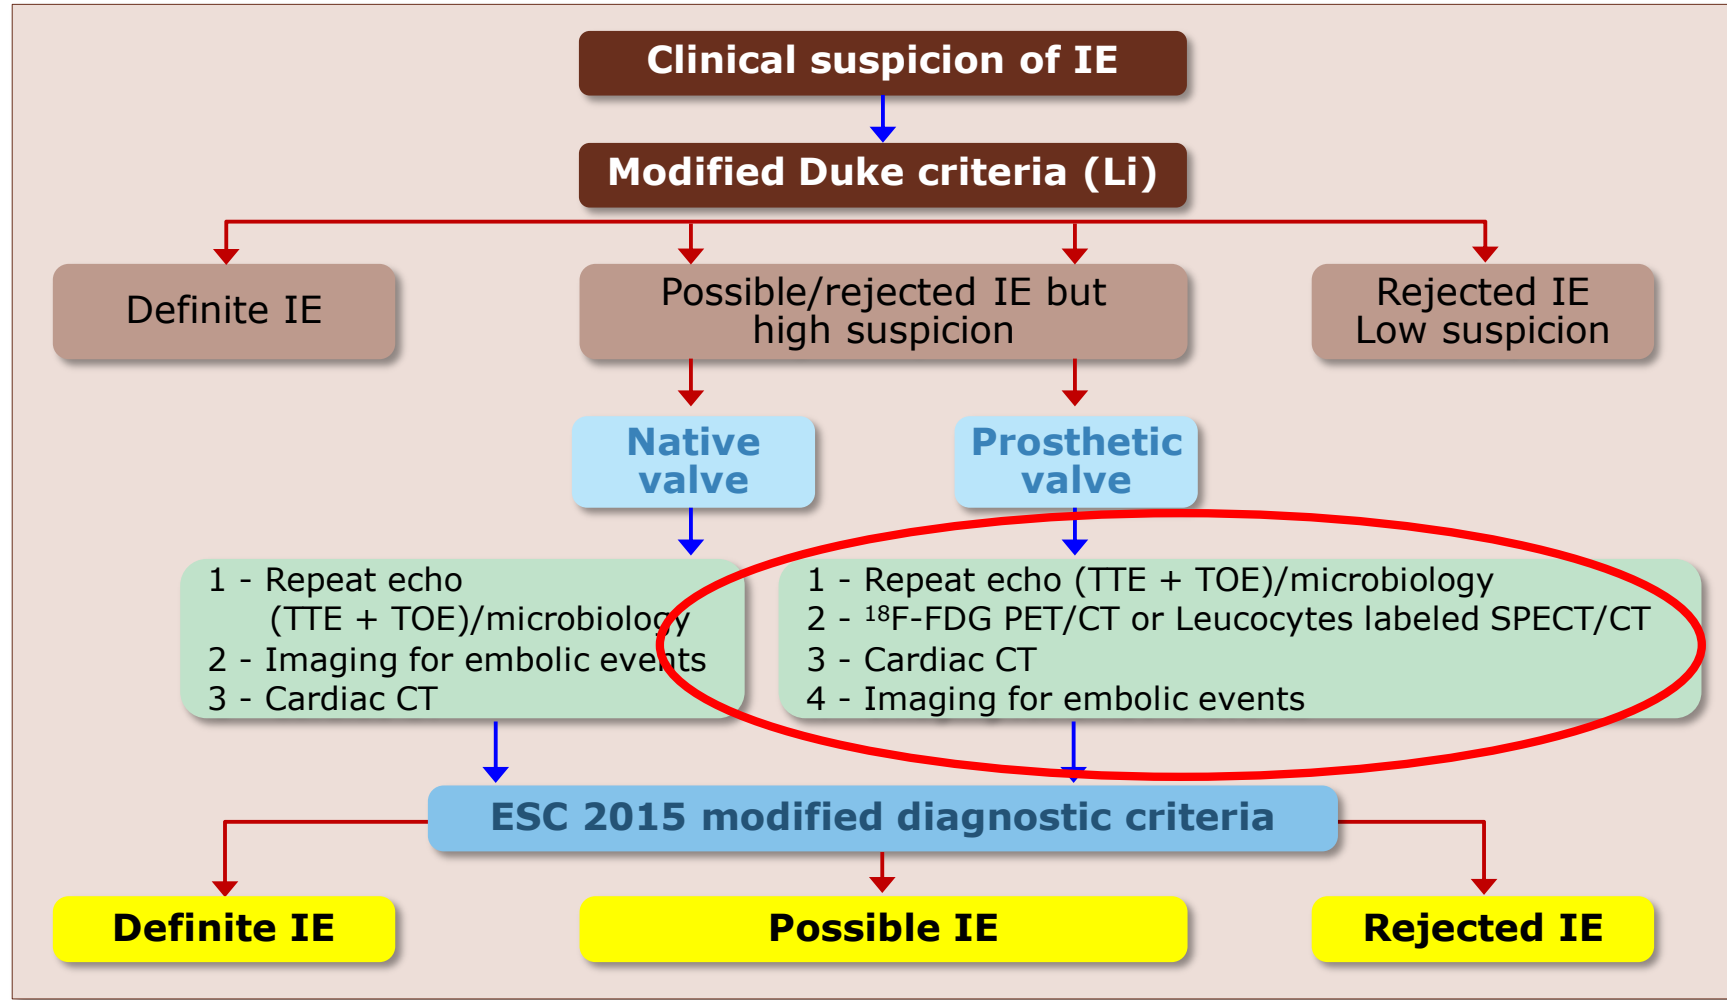 Clinical suspicion of IE
Modified Duke criteria (Li)
Definite IE
Possible/rejected IE but
high suspicion
Rejected IE
Low suspicion
Native
valve
Prosthetic
valve
1 - Repeat echo
(TTE + TOE)/microbiology
2 - Imaging for embolic events
3 - Cardiac CT
1 - Repeat echo (TTE + TOE)/microbiology
2 - ¹⁸F-FDG PET/CT or Leucocytes labeled SPECT/CT
3 - Cardiac CT
4 - Imaging for embolic events
ESC 2015 modified diagnostic criteria
Definite IE
Possible IE
Rejected IE